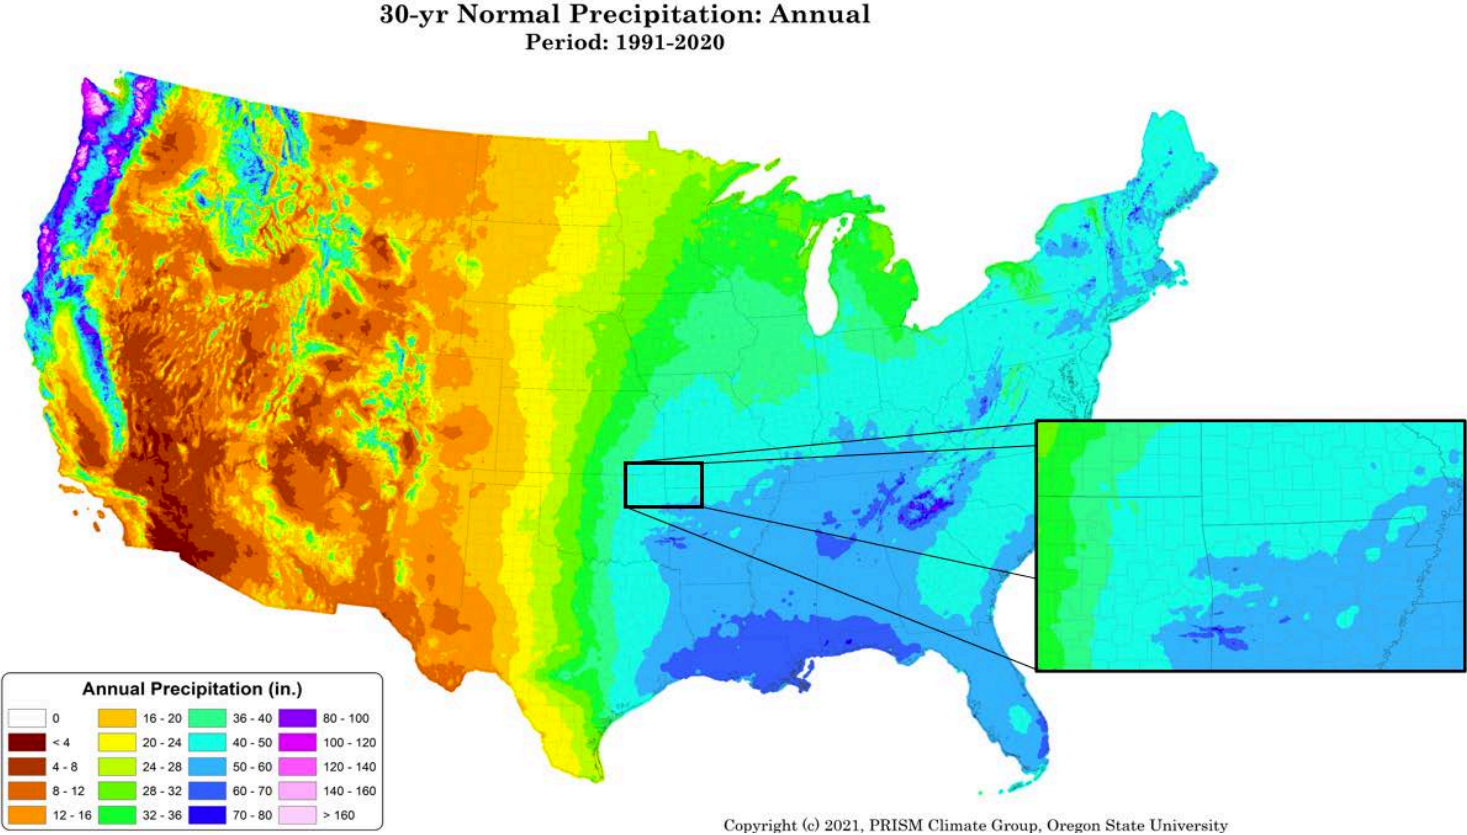 30-yr Normal Precipitation: Annual
Period: 1991-2020
Annual Precipitation (in.)
0
< 4
4 - 8
8 - 12
12 - 16
16 - 20
20 - 24
24 - 28
28 - 32
32 - 36
36 - 40
40 - 50
50 - 60
60 - 70
70 - 80
80 - 100
100 - 120
120 - 140
140 - 160
> 160
Copyright (c) 2021, PRISM Climate Group, Oregon State University